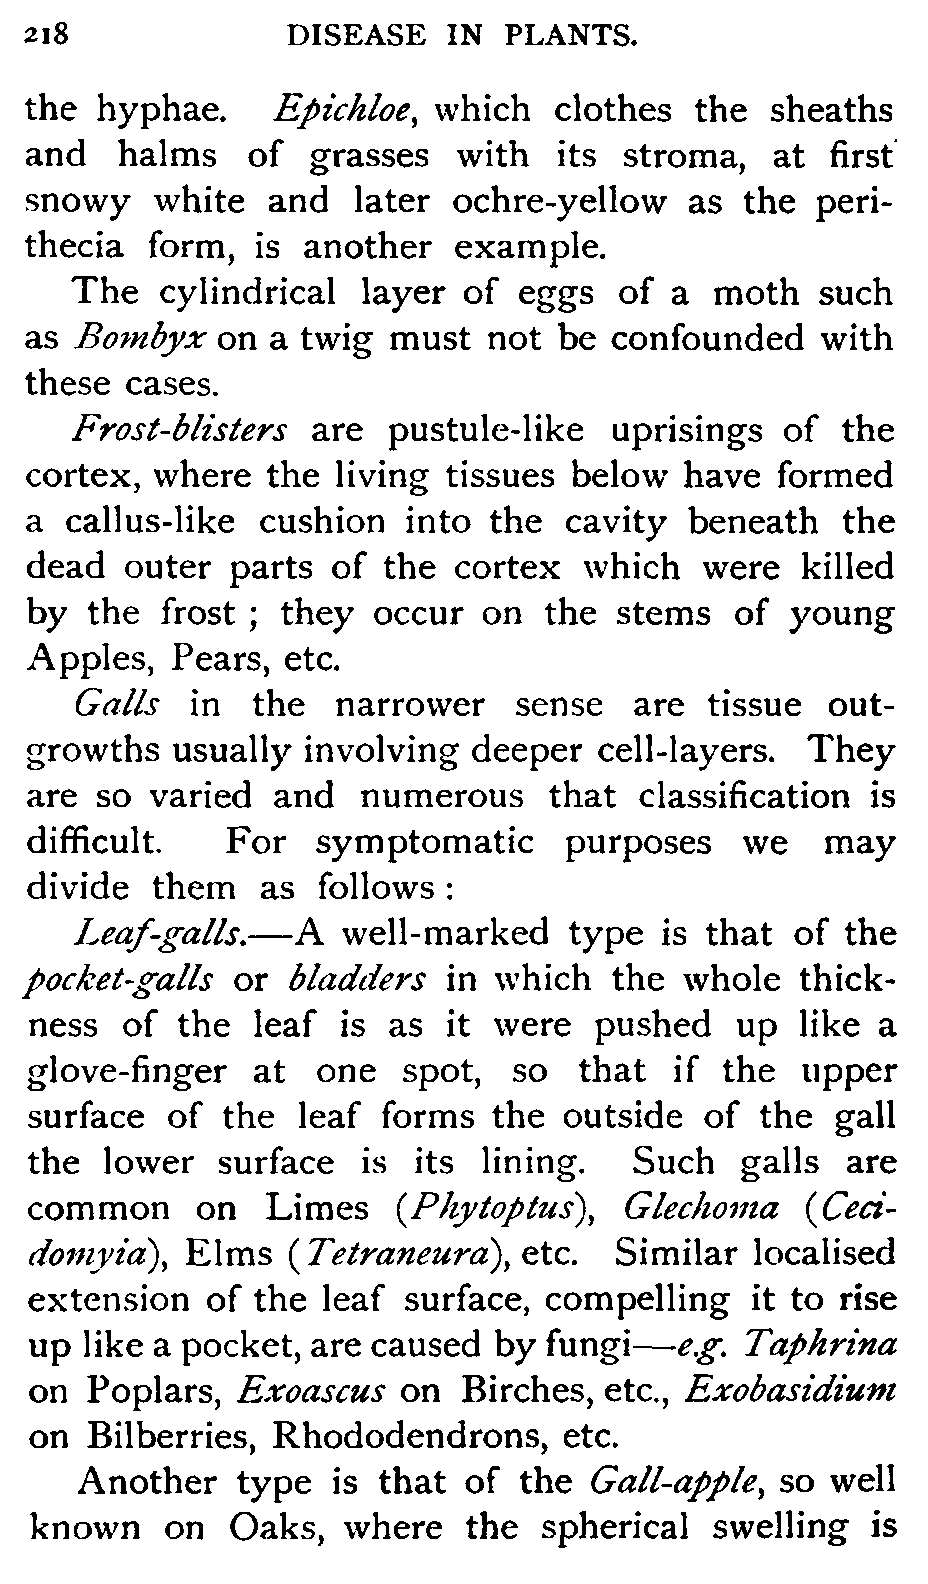 218 DISEASE IN PLANTS.
the hyphae. Epichloe, which clothes the sheaths
and halms of grasses with its stroma, at first
snowy white and later ochre-yellow as the peri-
thecia form, is another example.
The cylindrical layer of eggs of a moth such
as Bombyx on a twig must not be confounded with
these cases.
Frost-blisters are pustule-like uprisings of the
cortex, where the living tissues below have formed
a callus-like cushion into the cavity beneath the
dead outer parts of the cortex which were killed
by the frost ; they occur on the stems of young
Apples, Pears, etc.
Galls in the narrower sense are tissue out-
growths usually involving deeper cell-layers. They
are so varied and numerous that classification is
difficult. For symptomatic purposes we may
divide them as follows :
Leaf-galls.—A well-marked type is that of the
pocket-galls or bladders in which the whole thick-
ness of the leaf is as it were pushed up like a
glove-finger at one spot, so that if the upper
surface of the leaf forms the outside of the gall
the lower surface is its lining. Such galls are
common on Limes (Phytoptus), Glechoma (Ceci-
domyia), Elms (Tetraneura), etc. Similar localised
extension of the leaf surface, compelling it to rise
up like a pocket, are caused by fungi—e.g. Taphrina
on Poplars, Exoascus on Birches, etc., Exobasidium
on Bilberries, Rhododendrons, etc.
Another type is that of the Gall-apple, so well
known on Oaks, where the spherical swelling is